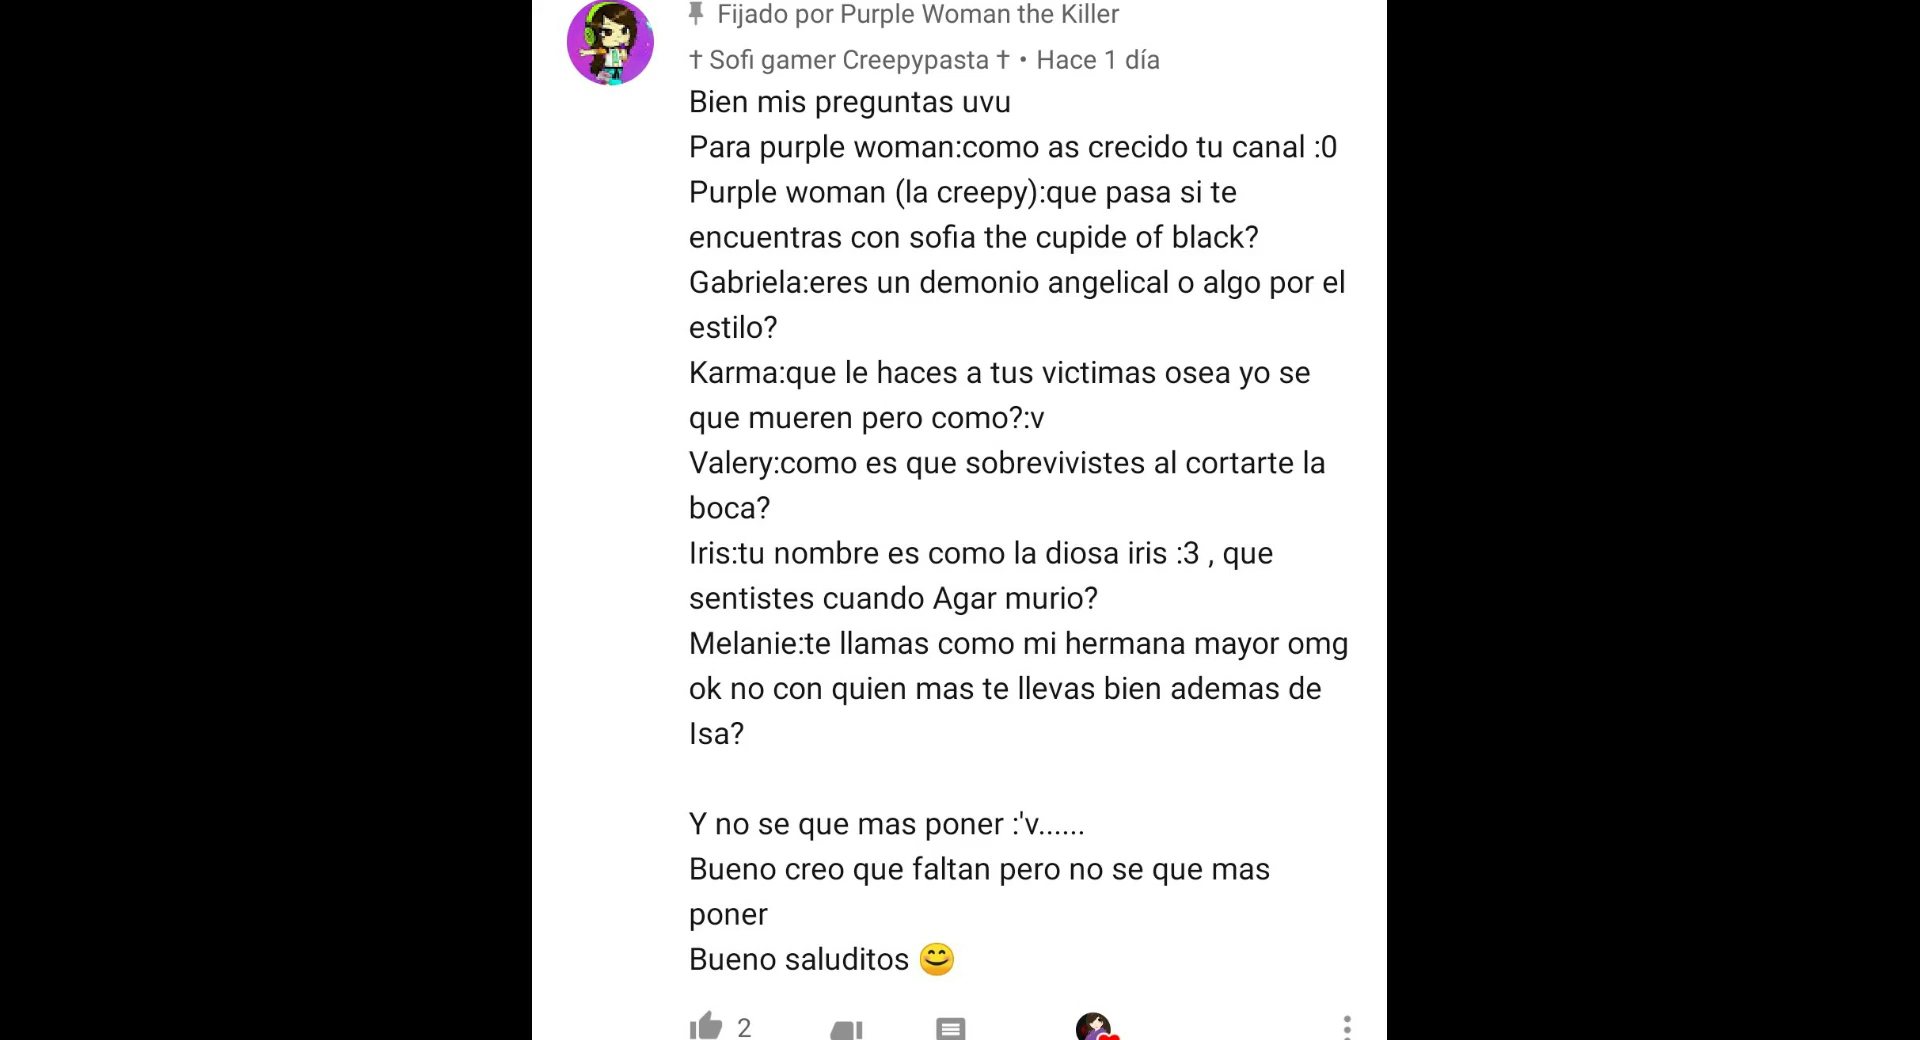 Fijado por Purple Woman the Killer
† Sofi gamer Creepypasta † • Hace 1 día
Bien mis preguntas uvu
Para purple woman:como as crecido tu canal :0
Purple woman (la creepy):que pasa si te
encuentras con sofia the cupide of black?
Gabriela:eres un demonio angelical o algo por el
estilo?
Karma:que le haces a tus victimas osea yo se
que mueren pero como?:v
Valery:como es que sobrevivistes al cortarte la
boca?
Iris:tu nombre es como la diosa iris :3 , que
sentistes cuando Agar murio?
Melanie:te llamas como mi hermana mayor omg
ok no con quien mas te llevas bien ademas de
Isa?
Y no se que mas poner :'v......
Bueno creo que faltan pero no se que mas
poner
Bueno saluditos 😊
2